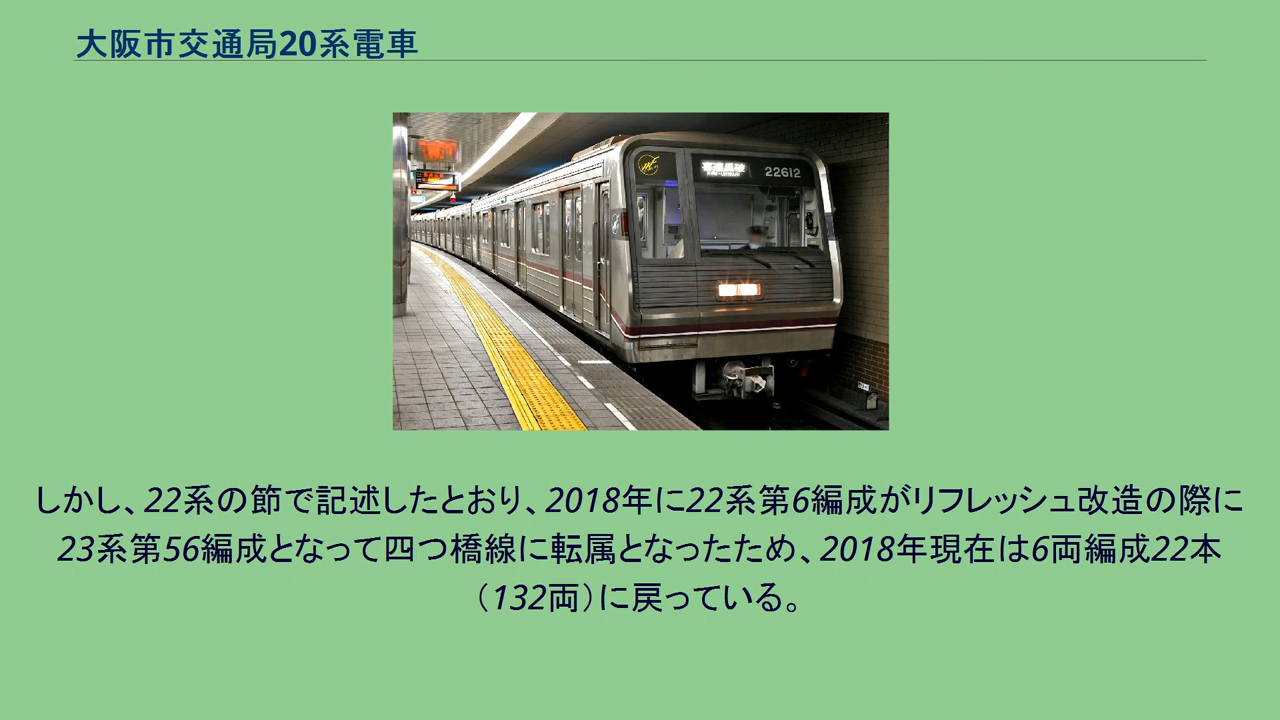 大阪市交通局20系電車
22612
しかし、22系の節で記述したとおり、2018年に22系第6編成がリフレッシュ改造の際に
23系第56編成となって四つ橋線に転属となったため、2018年現在は6両編成22本
（132両）に戻っている。